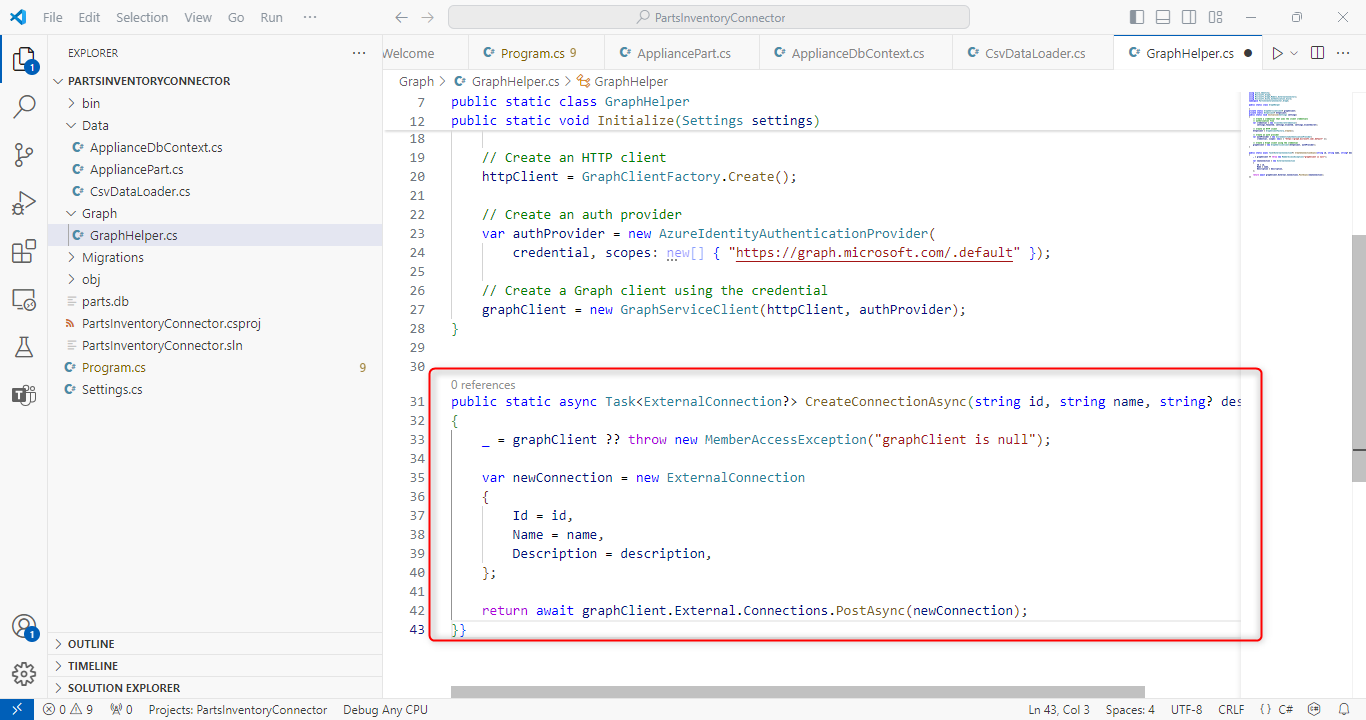 File Edit Selection View Go Run ··· PartsInventoryConnector
EXPLORER ···
PARTSINVENTORYCONNECTOR
bin
Data
C# ApplianceDbContext.cs
C# AppliancePart.cs
C# CsvDataLoader.cs
Graph
C# GraphHelper.cs
Migrations
obj
parts.db
PartsInventoryConnector.csproj
PartsInventoryConnector.sln
C# Program.cs 9
C# Settings.cs
OUTLINE
TIMELINE
SOLUTION EXPLORER
1
1
Welcome C# Program.cs 9 C# AppliancePart.cs C# ApplianceDbContext.cs C# CsvDataLoader.cs C# GraphHelper.cs ● ···
Graph > C# GraphHelper.cs > GraphHelper
7 public static class GraphHelper
12 public static void Initialize(Settings settings)
18
19 // Create an HTTP client
20 httpClient = GraphClientFactory.Create();
21
22 // Create an auth provider
23 var authProvider = new AzureIdentityAuthenticationProvider(
24 credential, scopes: new[] { "https://graph.microsoft.com/.default" });
25
26 // Create a Graph client using the credential
27 graphClient = new GraphServiceClient(httpClient, authProvider);
28 }
29
30
0 references
31 public static async Task<ExternalConnection?> CreateConnectionAsync(string id, string name, string? des
32 {
33 _ = graphClient ?? throw new MemberAccessException("graphClient is null");
34
35 var newConnection = new ExternalConnection
36 {
37 Id = id,
38 Name = name,
39 Description = description,
40 };
41
42 return await graphClient.External.Connections.PostAsync(newConnection);
43 }}
0 9 0 Projects: PartsInventoryConnector Debug Any CPU Ln 43, Col 3 Spaces: 4 UTF-8 CRLF {} C#